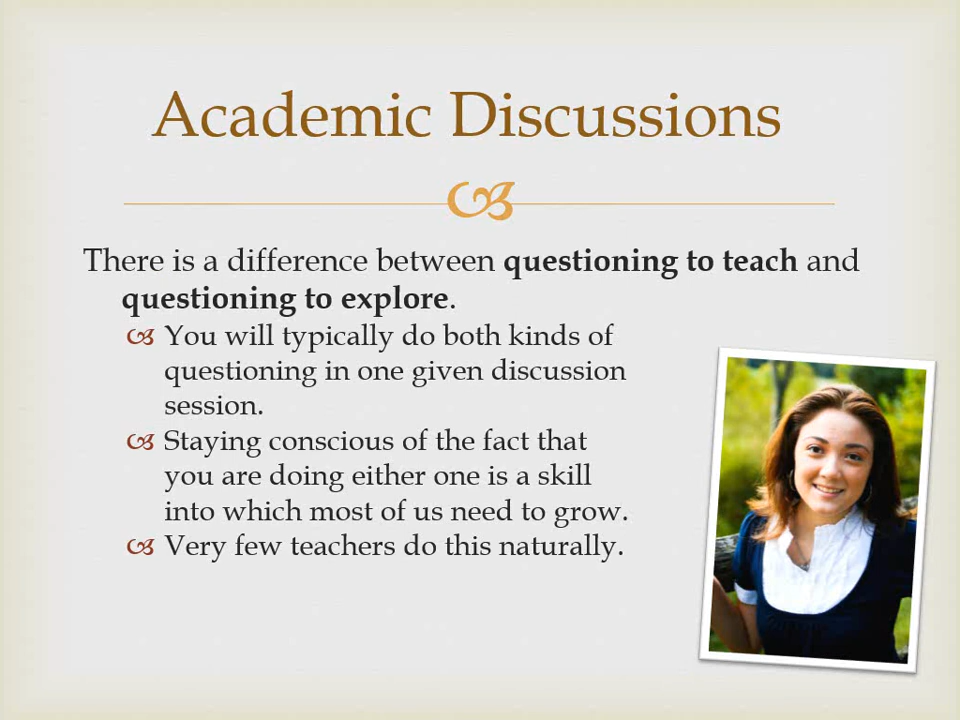 Academic Discussions
There is a difference between questioning to teach and
questioning to explore.
You will typically do both kinds of
questioning in one given discussion
session.
Staying conscious of the fact that
you are doing either one is a skill
into which most of us need to grow.
Very few teachers do this naturally.